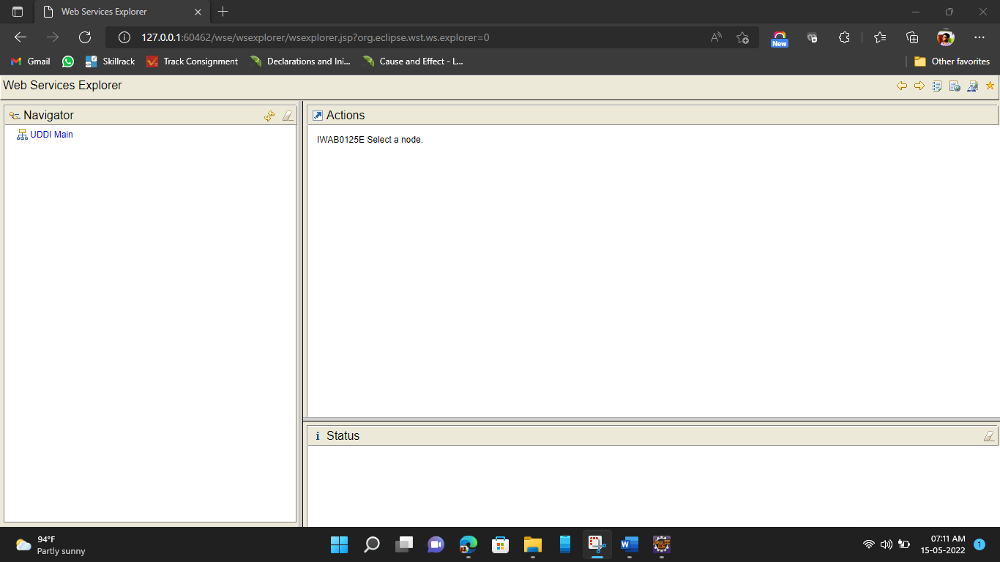 Web Services Explorer
127.0.0.1:60462/wse/wsexplorer/wsexplorer.jsp?org.eclipse.wst.ws.explorer=0
New
Gmail
Skillrack
Track Consignment
Declarations and Ini...
Cause and Effect - L...
Other favorites
Web Services Explorer
Navigator
UDDI Main
Actions
IWAB0125E Select a node.
i Status
94°F
Partly sunny
07:11 AM
15-05-2022
1